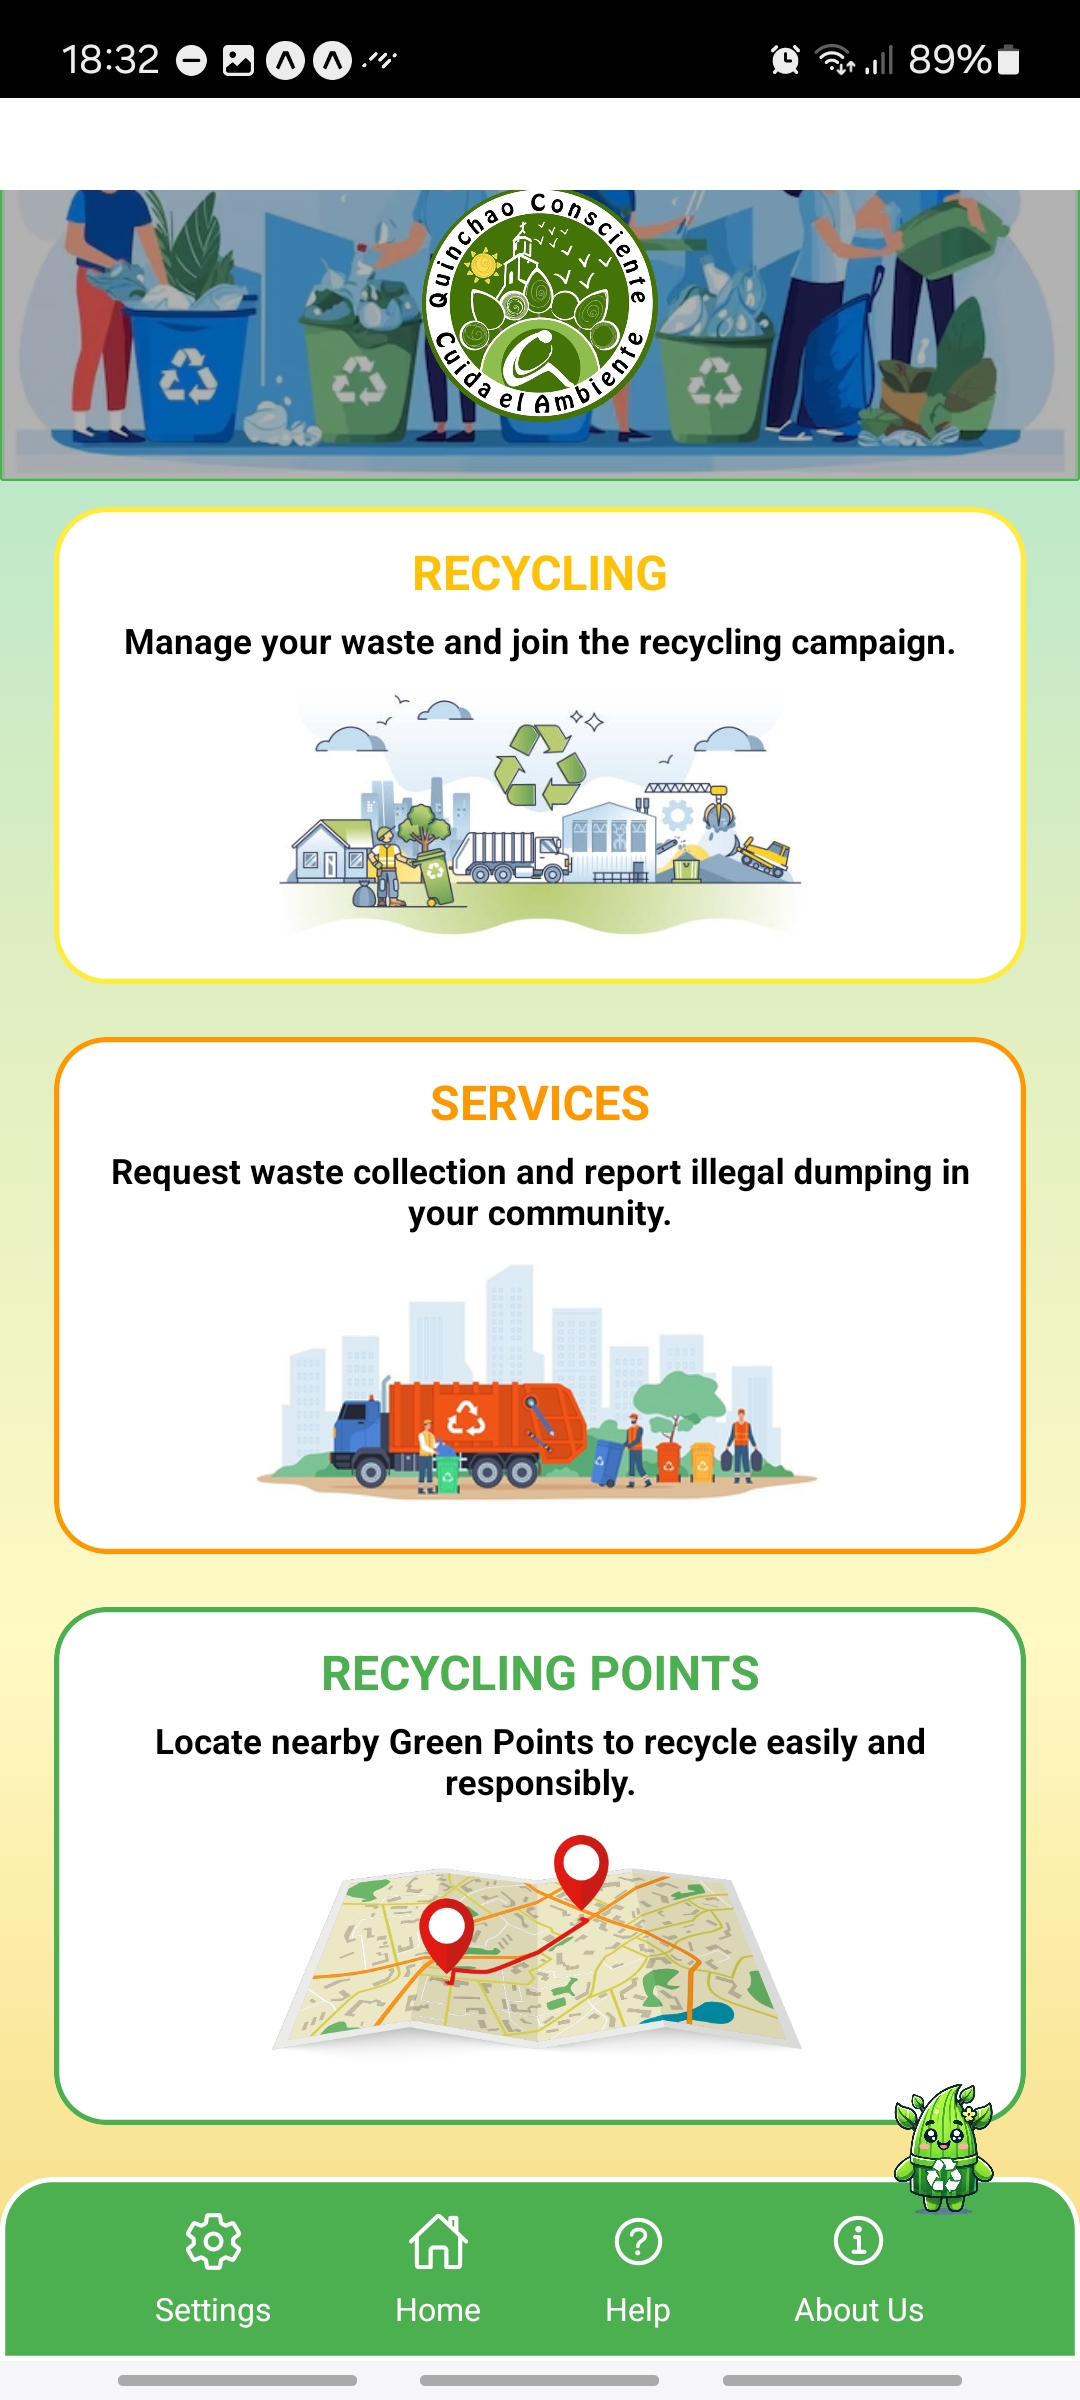 18:32
89%
Quinchao Consciente
Cuida el Ambiente
RECYCLING
Manage your waste and join the recycling campaign.
SERVICES
Request waste collection and report illegal dumping in
your community.
RECYCLING POINTS
Locate nearby Green Points to recycle easily and
responsibly.
Settings
Home
Help
About Us